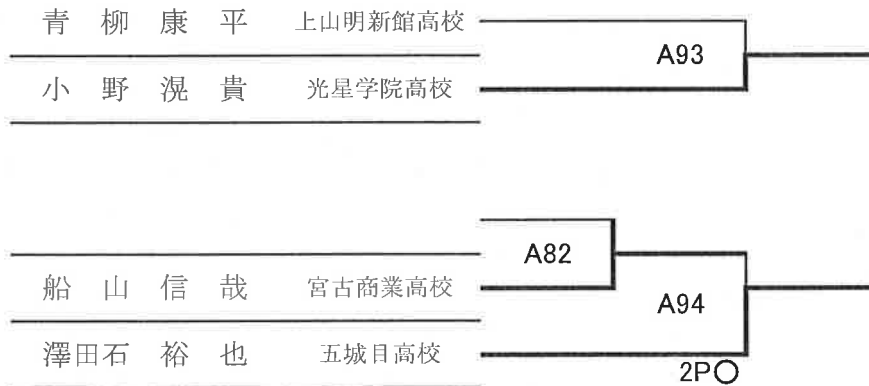 青 柳 康 平 上山明新館高校
A93
小 野 滉 貴 光星学院高校
A82
船 山 信 哉 宮古商業高校
A94
澤田石 裕 也 五城目高校
2P○